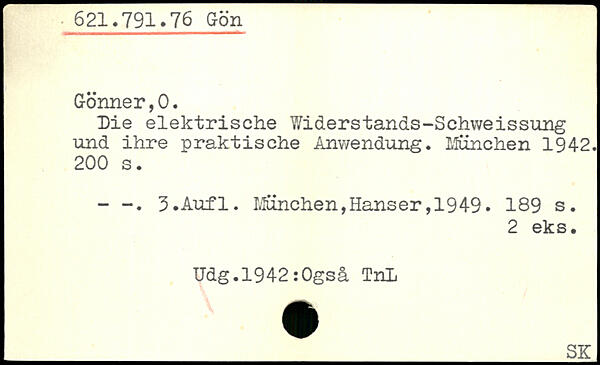 621.791.76 Gön
Gönner,O.
Die elektrische Widerstands-Schweissung
und ihre praktische Anwendung. München 1942.
200 s.
- -. 3.Aufl. München,Hanser,1949. 189 s.
2 eks.
Udg.1942:Også TnL
SK